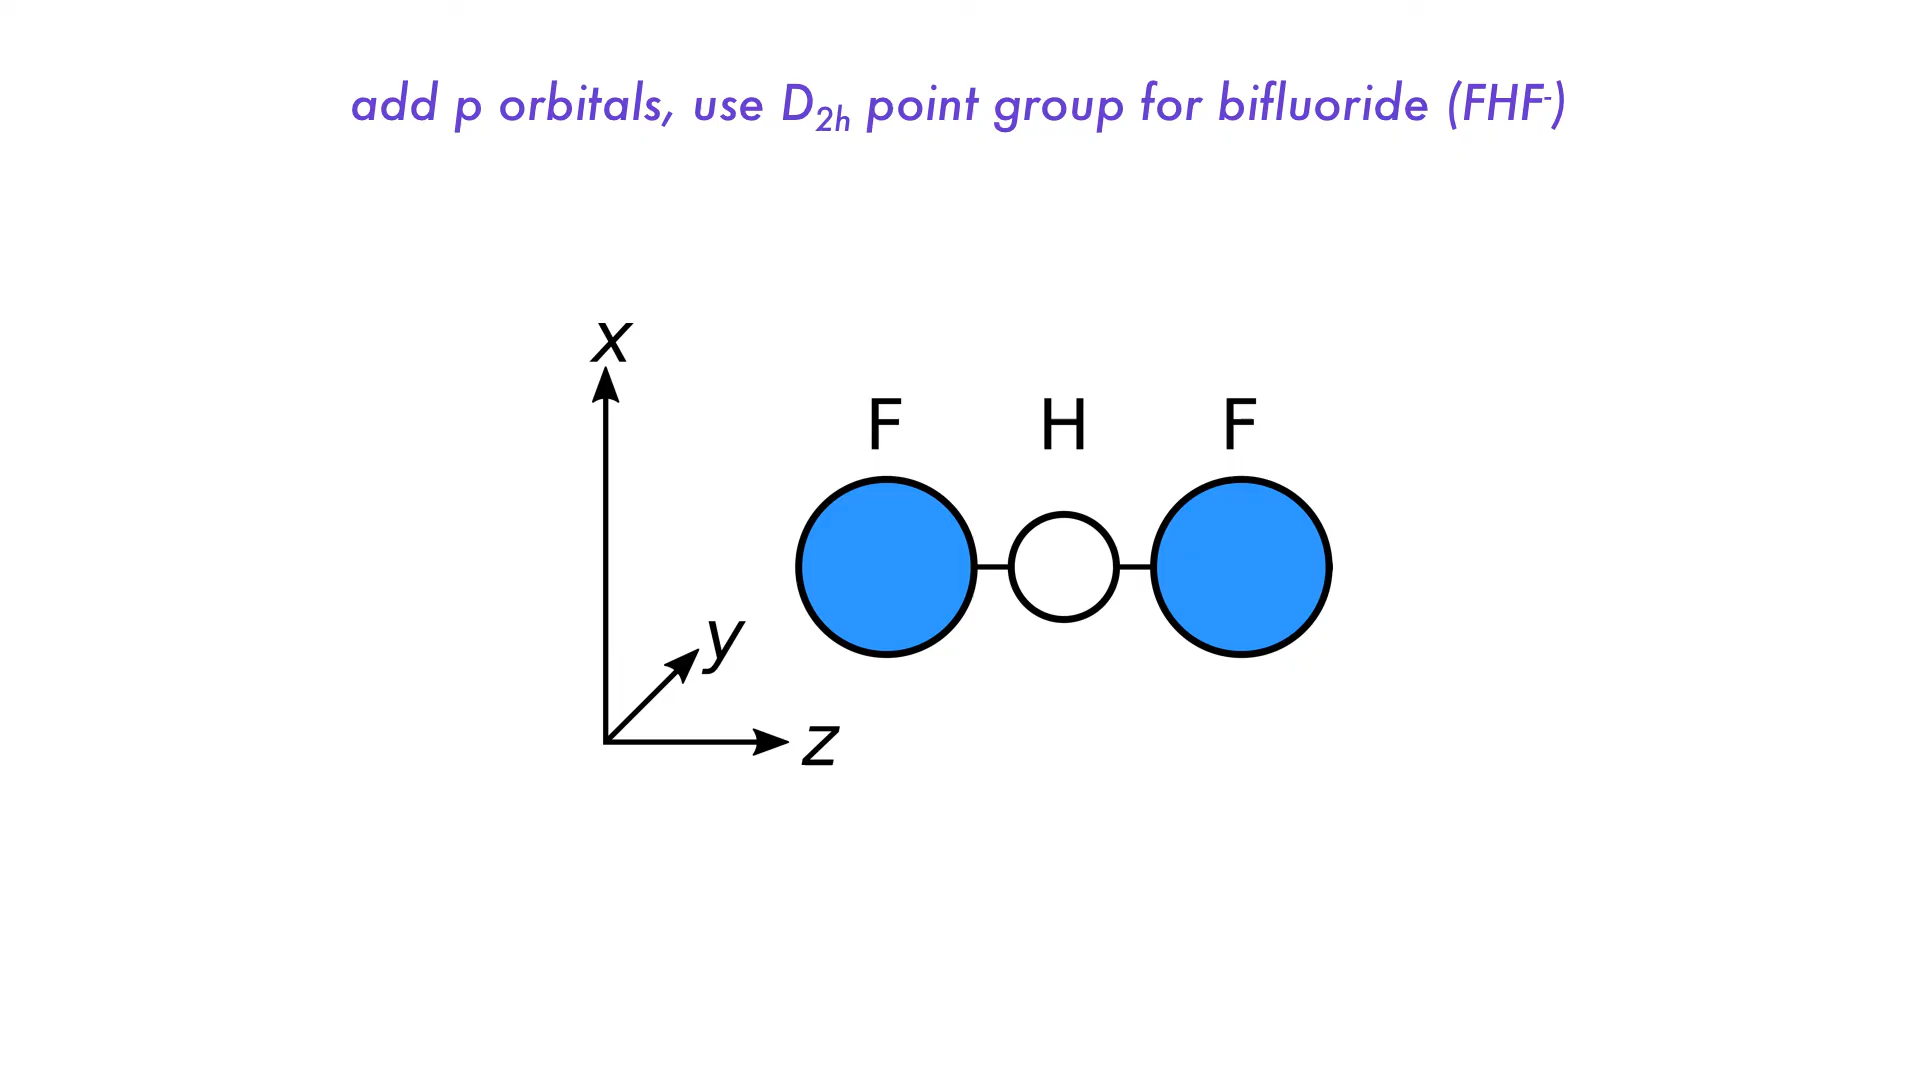 add p orbitals, use D₂ₕ point group for bifluoride (FHF⁻)
x
F H F
y
z